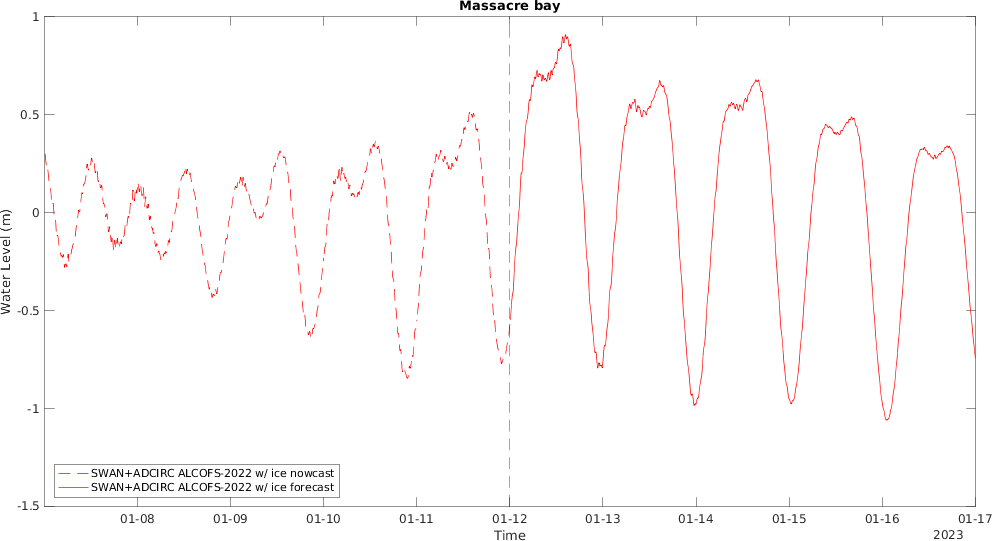 Massacre bay
1
0.5
0
-0.5
-1
-1.5
Water Level (m)
SWAN+ADCIRC ALCOFS-2022 w/ ice nowcast
SWAN+ADCIRC ALCOFS-2022 w/ ice forecast
01-08 01-09 01-10 01-11 01-12 01-13 01-14 01-15 01-16 01-17
Time
2023